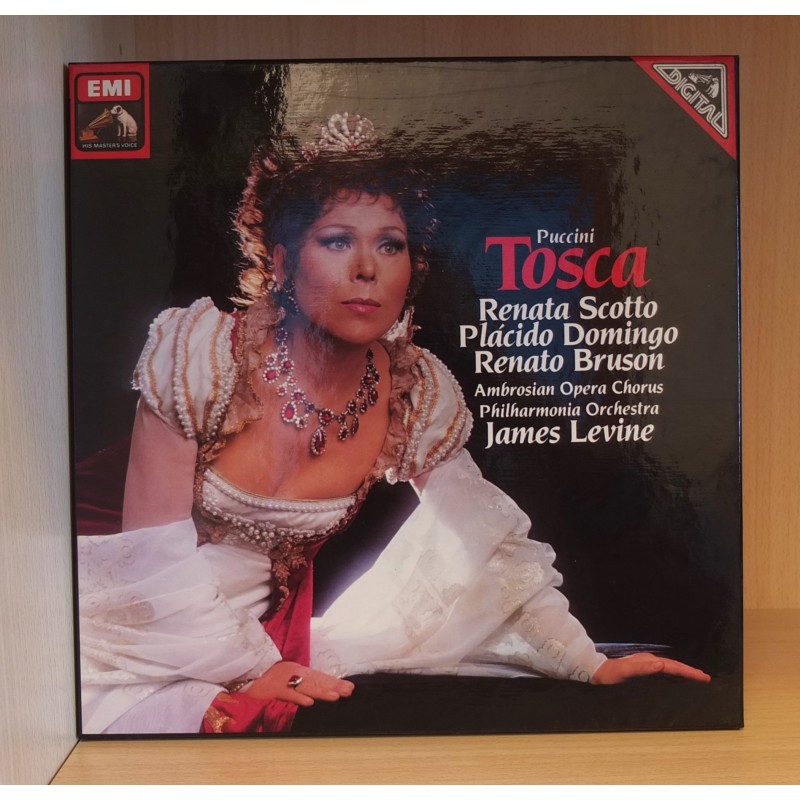 EMI
HIS MASTER'S VOICE
DIGITAL
Puccini
Tosca
Renata Scotto
Plácido Domingo
Renato Bruson
Ambrosian Opera Chorus
Philharmonia Orchestra
James Levine